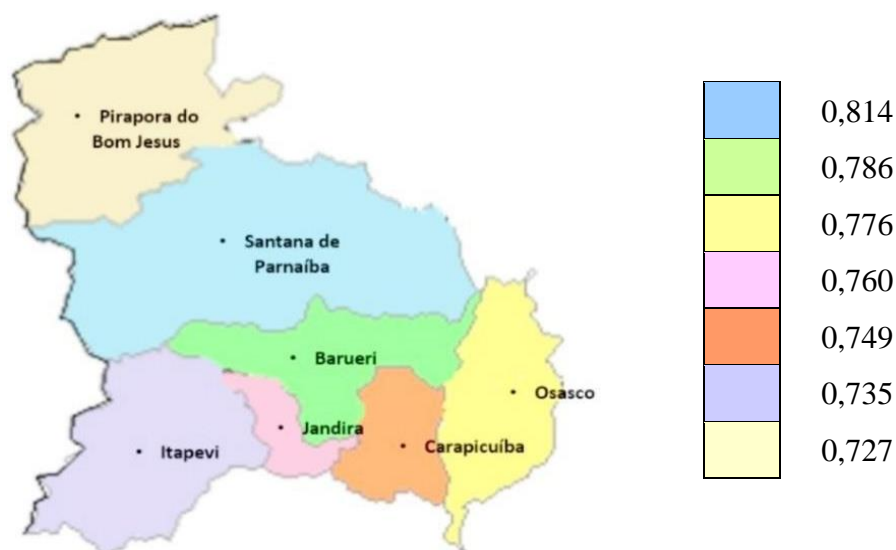 Pirapora do
Bom Jesus
Santana de
Parnaíba
Barueri
Osasco
Jandira
Carapicuíba
Itapevi
0,814
0,786
0,776
0,760
0,749
0,735
0,727